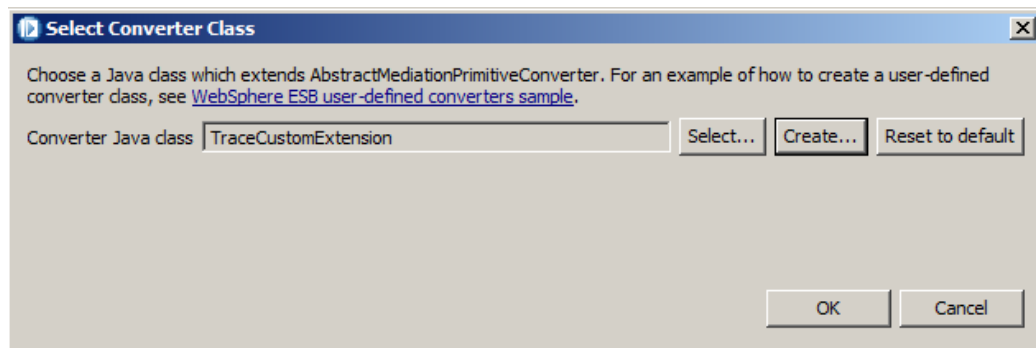 Select Converter Class
Choose a Java class which extends AbstractMediationPrimitiveConverter. For an example of how to create a user-defined
converter class, see WebSphere ESB user-defined converters sample.
Converter Java class TraceCustomExtension Select... Create... Reset to default
OK Cancel